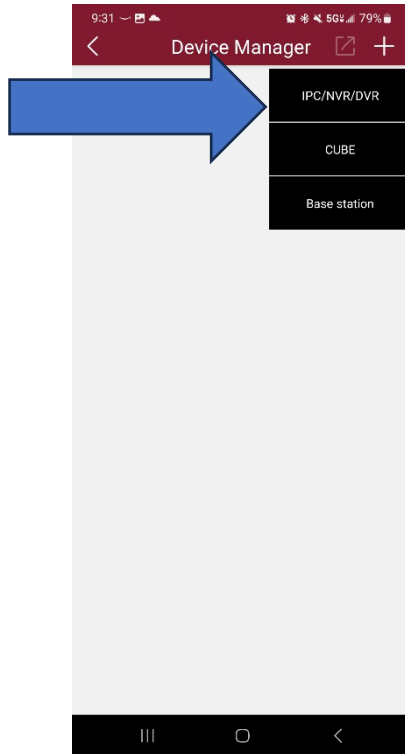 9:31 5G 79%
Device Manager
IPC/NVR/DVR
CUBE
Base station